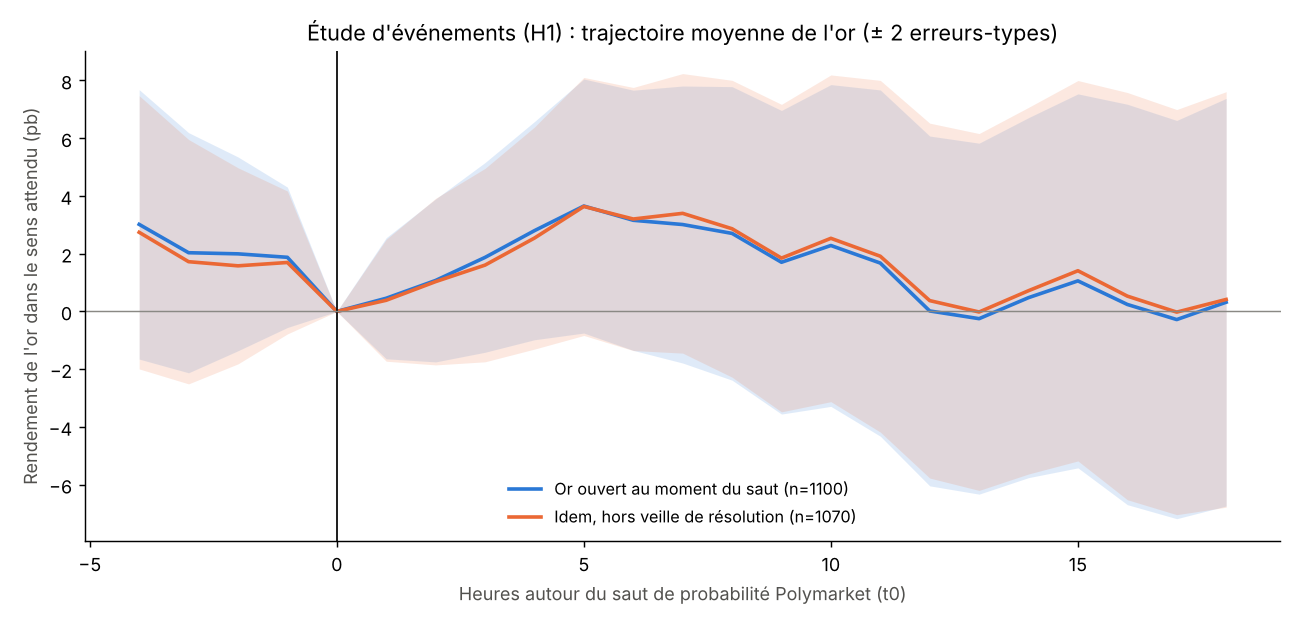 Étude d'événements (H1) : trajectoire moyenne de l'or (± 2 erreurs-types)
Rendement de l'or dans le sens attendu (pb)
8
6
4
2
0
−2
−4
−6
Or ouvert au moment du saut (n=1100)
Idem, hors veille de résolution (n=1070)
−5
0
5
10
15
Heures autour du saut de probabilité Polymarket (t0)